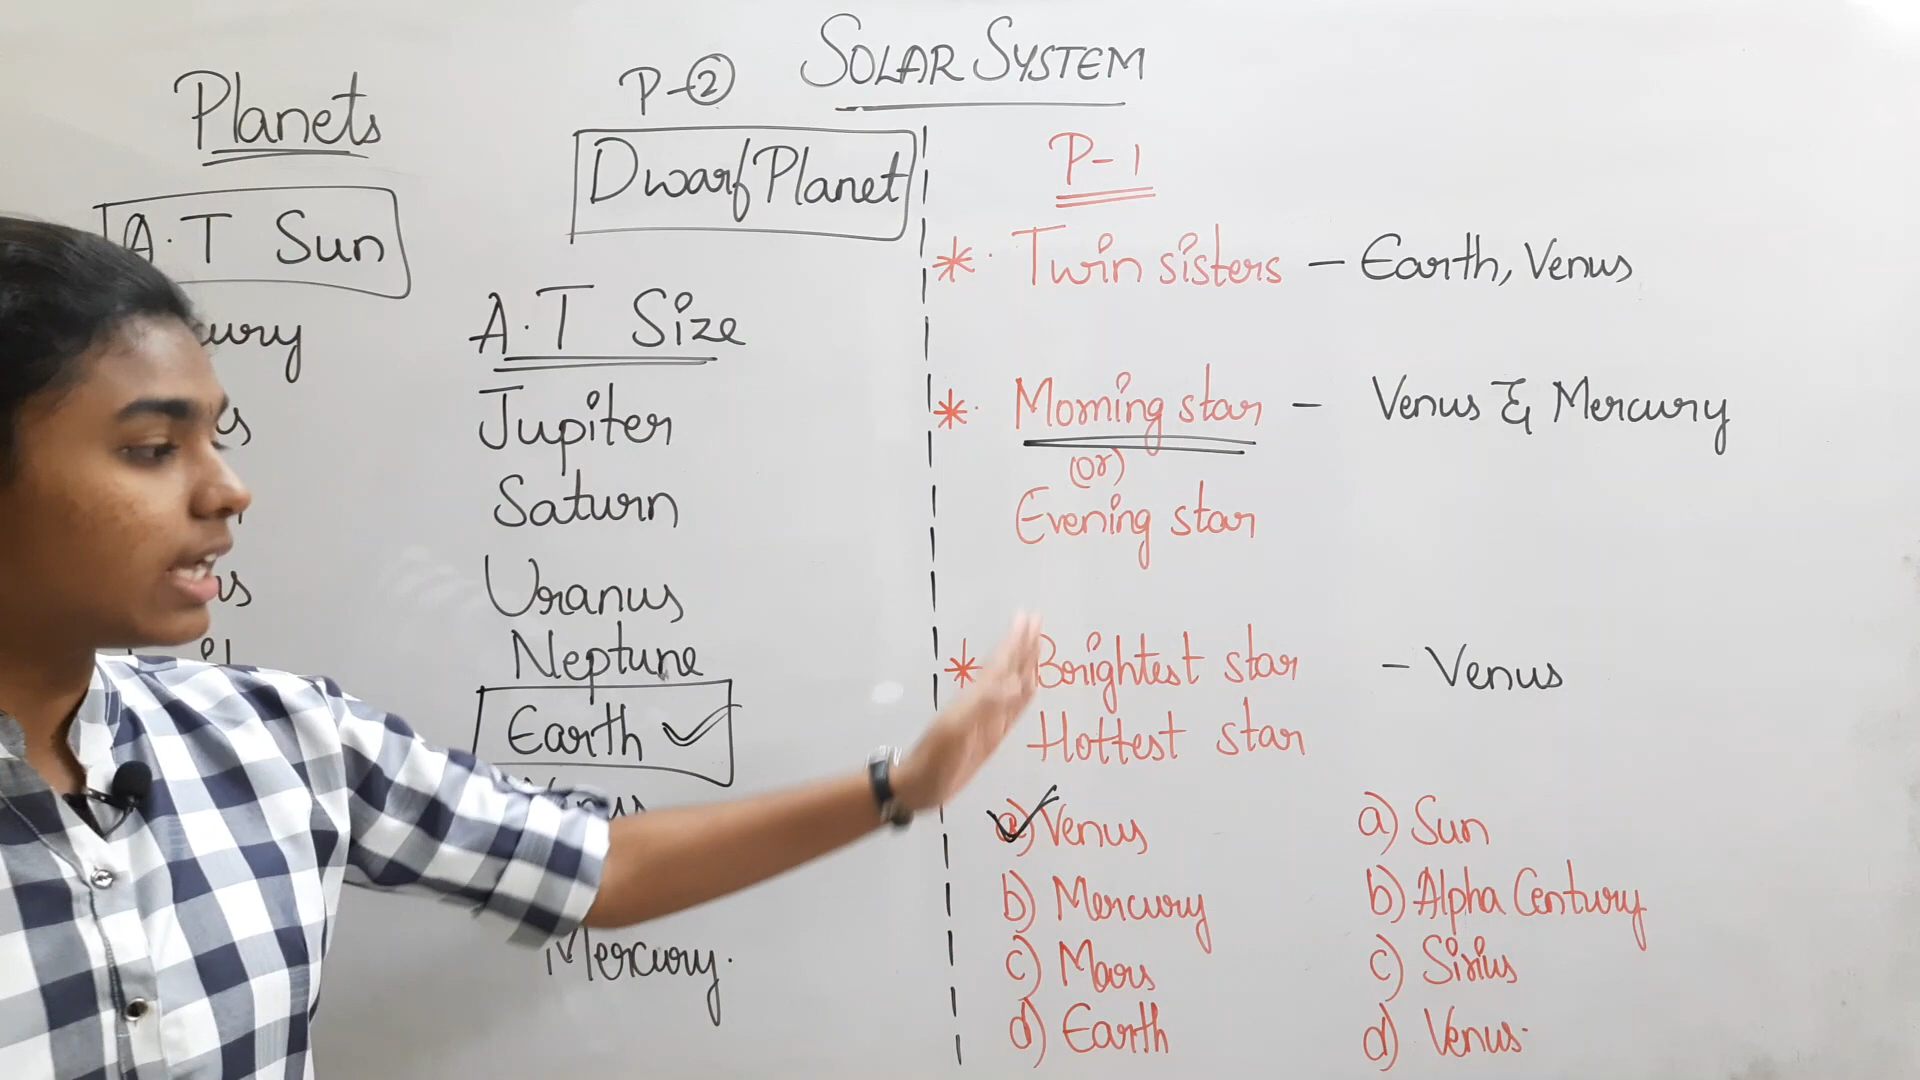 SOLAR SYSTEM
Planets
A.T Sun
P-2
Dwarf Planet
A.T Size
Jupiter
Saturn
Uranus
Neptune
Earth ✓
Mercury.
P-1
* Twin sisters – Earth, Venus
* Morning star – Venus & Mercury
(or)
Evening star
* Brightest star – Venus
Hottest star
a) Venus
b) Mercury
c) Mars
d) Earth
a) Sun
b) Alpha Century
c) Sirius
d) Venus.